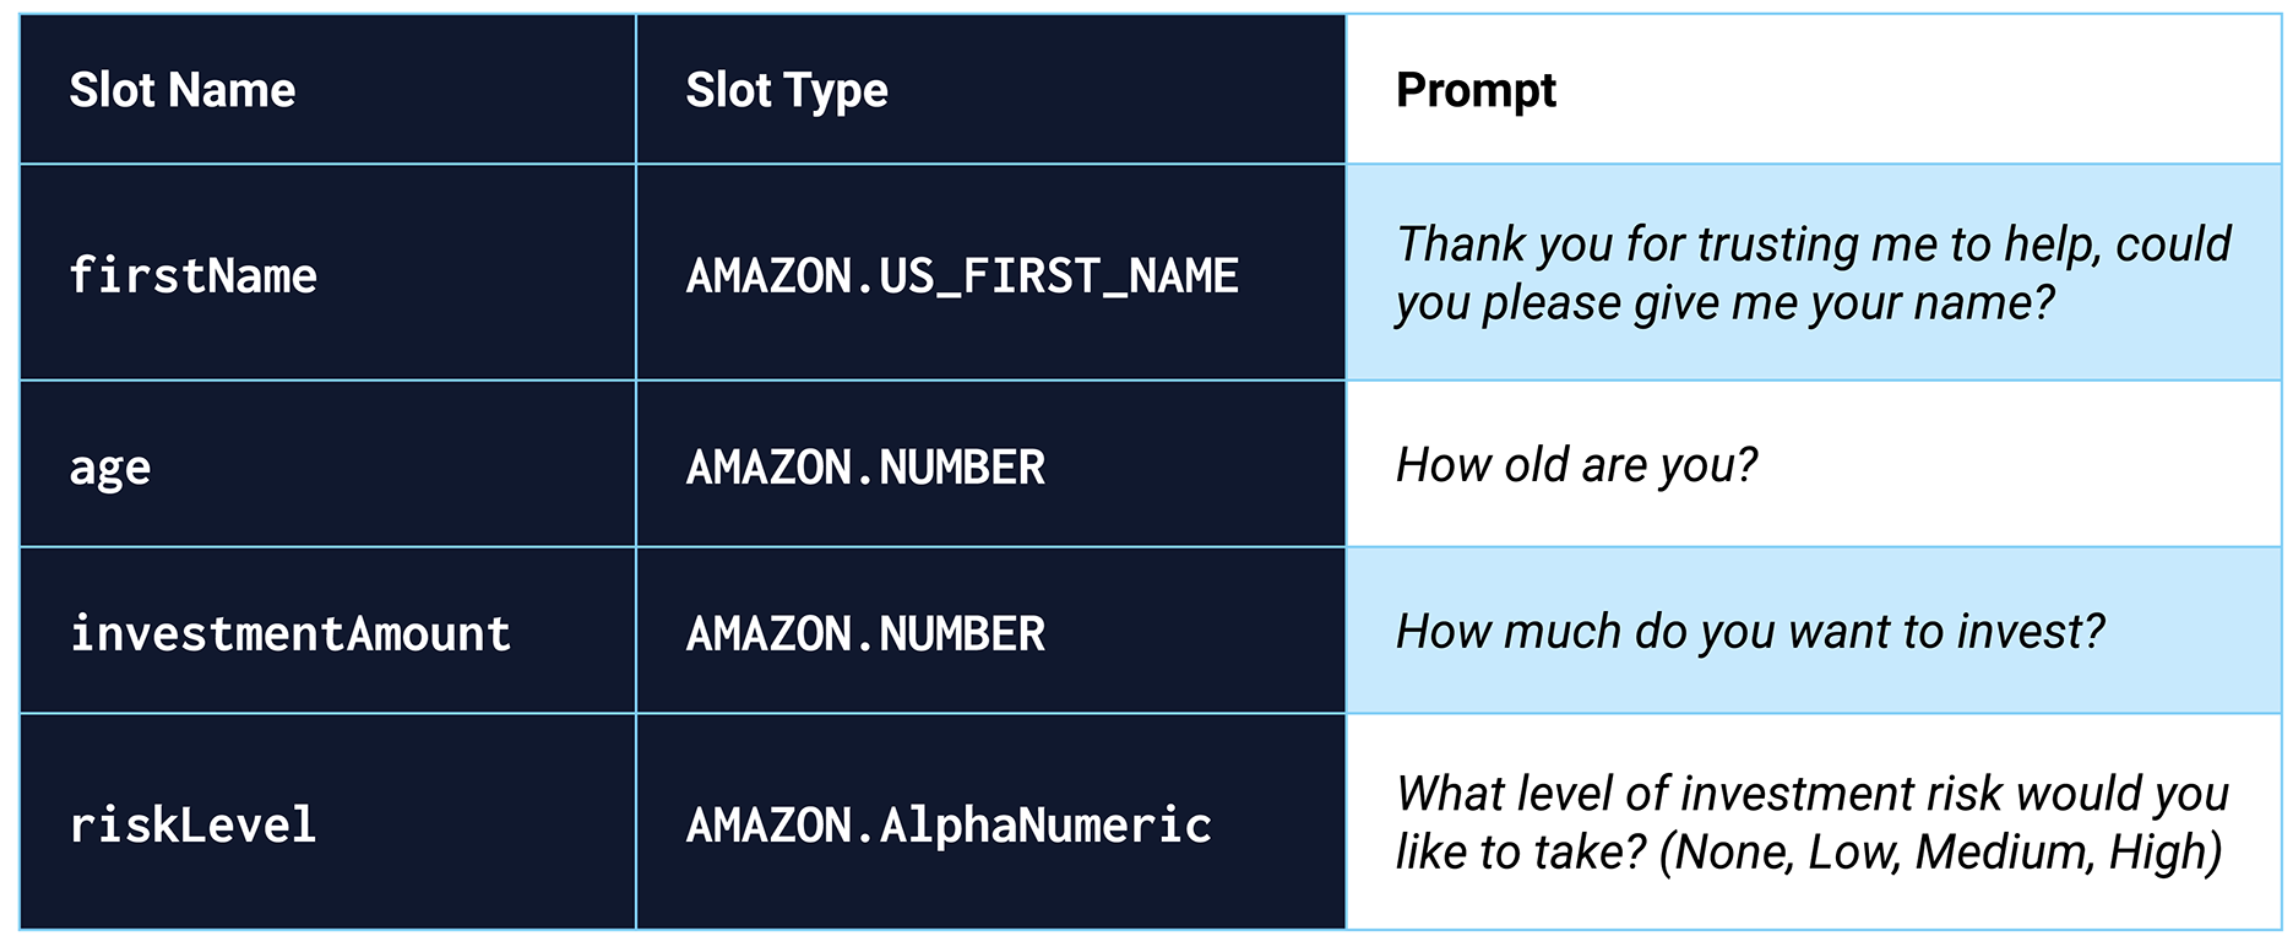 Slot Name
Slot Type
Prompt
firstName
AMAZON.US_FIRST_NAME
Thank you for trusting me to help, could
you please give me your name?
age
AMAZON.NUMBER
How old are you?
investmentAmount
AMAZON.NUMBER
How much do you want to invest?
riskLevel
AMAZON.AlphaNumeric
What level of investment risk would you
like to take? (None, Low, Medium, High)